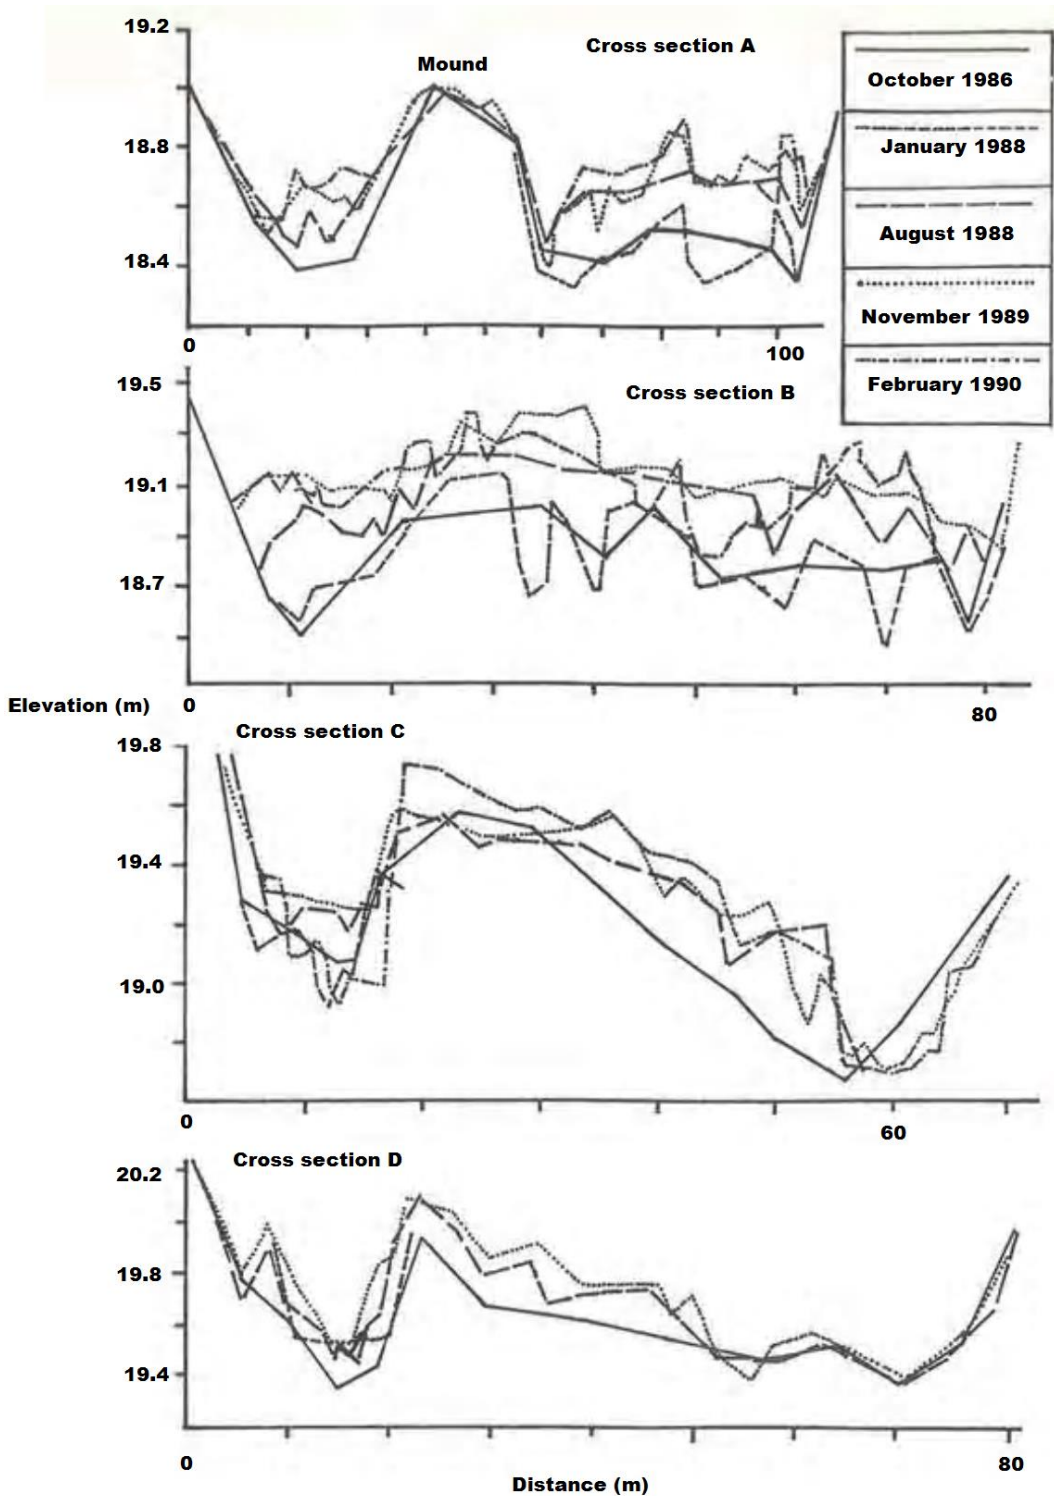 19.2
Cross section A
Mound
October 1986
18.8
January 1988
August 1988
18.4
November 1989
0
100
February 1990
19.5
Cross section B
19.1
18.7
Elevation (m)
0
80
Cross section C
19.8
19.4
19.0
0
60
Cross section D
20.2
19.8
19.4
0
80
Distance (m)